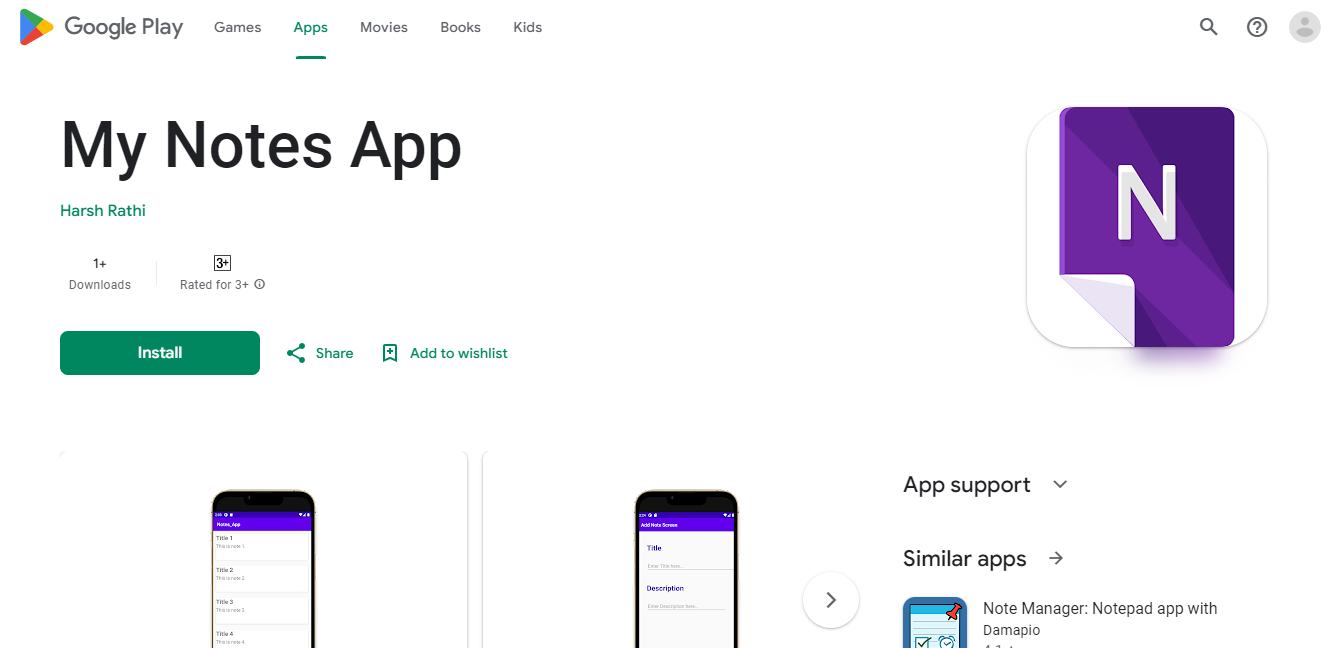 Google Play Games Apps Movies Books Kids
My Notes App
N
Harsh Rathi
1+
Downloads
3+
Rated for 3+
Install
Share
Add to wishlist
Notes_App
Title 1
This is note 1.
Title 2
This is note 2.
Title 3
This is note 3.
Title 4
This is note 4.
Add Note Screen
Title
Enter Title here...
Description
Enter Description here...
App support
Similar apps
Note Manager: Notepad app with
Damapio